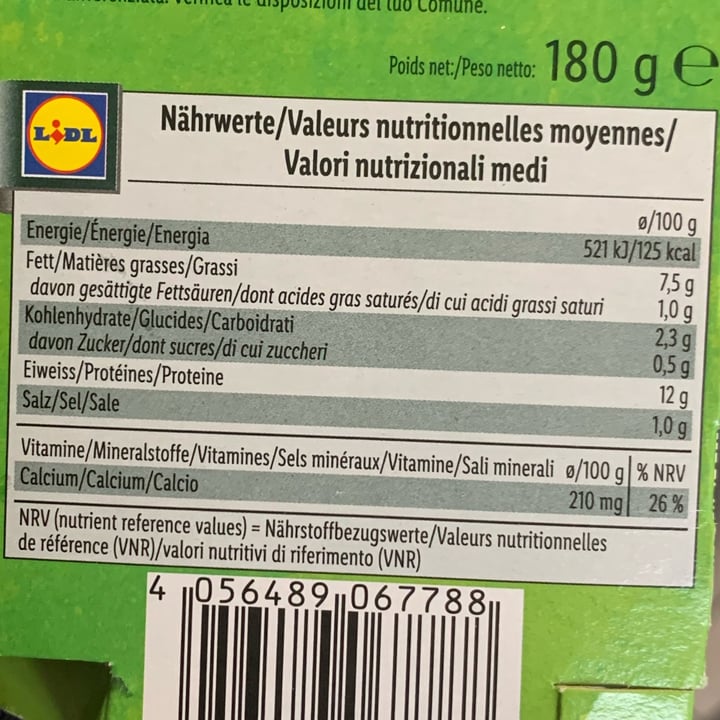 disposizioni del tuo Comune.
Poids net:/Peso netto: 180 g e
LIDL
Nährwerte/Valeurs nutritionnelles moyennes/
Valori nutrizionali medi
ø/100 g
Energie/Énergie/Energia 521 kJ/125 kcal
Fett/Matières grasses/Grassi 7,5 g
davon gesättigte Fettsäuren/dont acides gras saturés/di cui acidi grassi saturi 1,0 g
Kohlenhydrate/Glucides/Carboidrati 2,3 g
davon Zucker/dont sucres/di cui zuccheri 0,5 g
Eiweiss/Protéines/Proteine 12 g
Salz/Sel/Sale 1,0 g
Vitamine/Mineralstoffe/Vitamines/Sels minéraux/Vitamine/Sali minerali ø/100 g % NRV
Calcium/Calcium/Calcio 210 mg 26 %
NRV (nutrient reference values) = Nährstoffbezugswerte/Valeurs nutritionnelles
de référence (VNR)/valori nutritivi di riferimento (VNR)
4 056489 067788